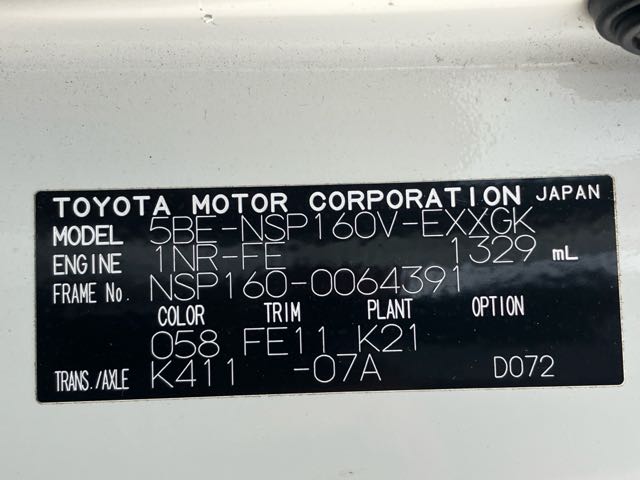 TOYOTA MOTOR CORPORATION JAPAN
MODEL 5BE-NSP160V-EXXGK
ENGINE 1NR-FE 1329 mL
FRAME No. NSP160-0064391
COLOR TRIM PLANT OPTION
058 FE11 K21
TRANS./AXLE K411 -07A D072